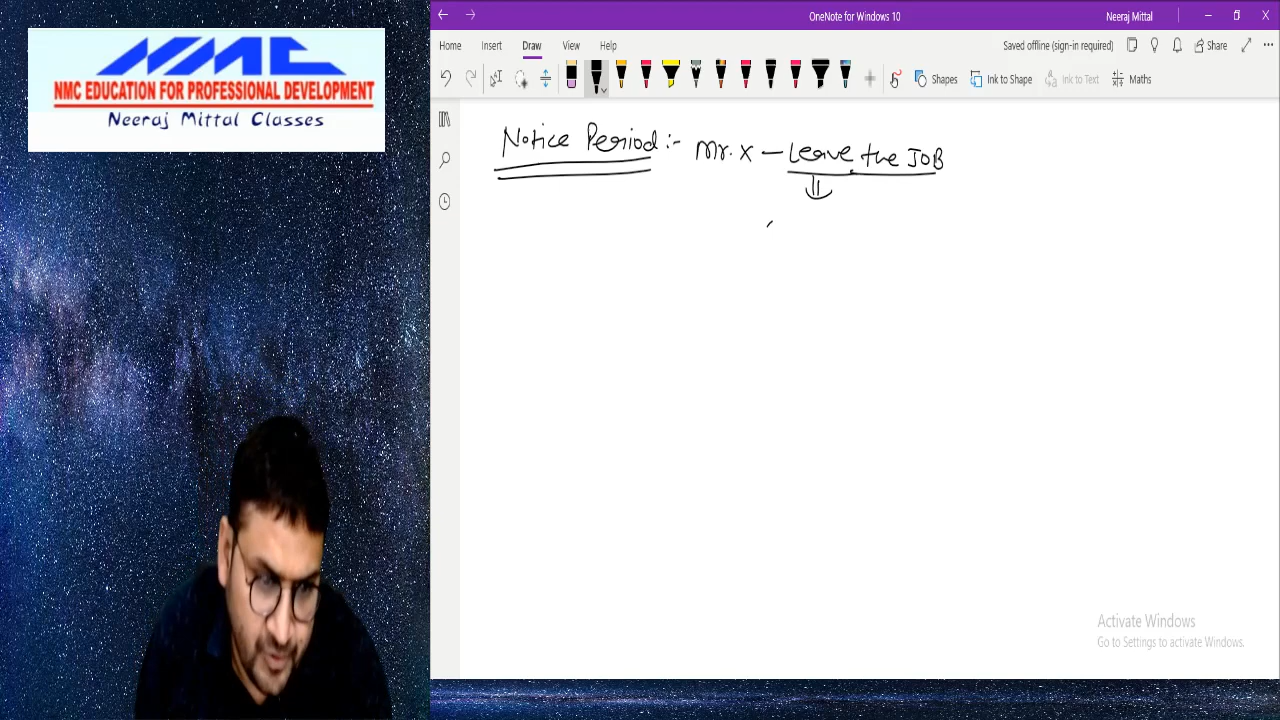 NMC
NMC EDUCATION FOR PROFESSIONAL DEVELOPMENT
Neeraj Mittal Classes
OneNote for Windows 10
Neeraj Mittal
Home Insert Draw View Help
Saved offline (sign-in required)
Share
Shapes
Ink to Shape
Ink to Text
Maths
Notice Period :- Mr. X – Leave the JOB
Activate Windows
Go to Settings to activate Windows.